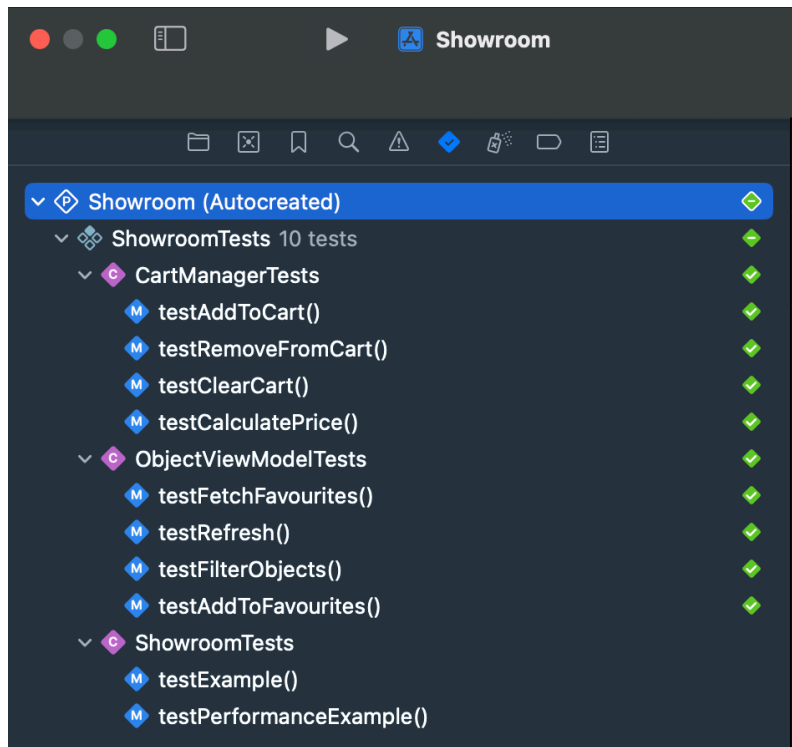 Showroom
P Showroom (Autocreated)
ShowroomTests 10 tests
C CartManagerTests
M testAddToCart()
M testRemoveFromCart()
M testClearCart()
M testCalculatePrice()
C ObjectViewModelTests
M testFetchFavourites()
M testRefresh()
M testFilterObjects()
M testAddToFavourites()
C ShowroomTests
M testExample()
M testPerformanceExample()